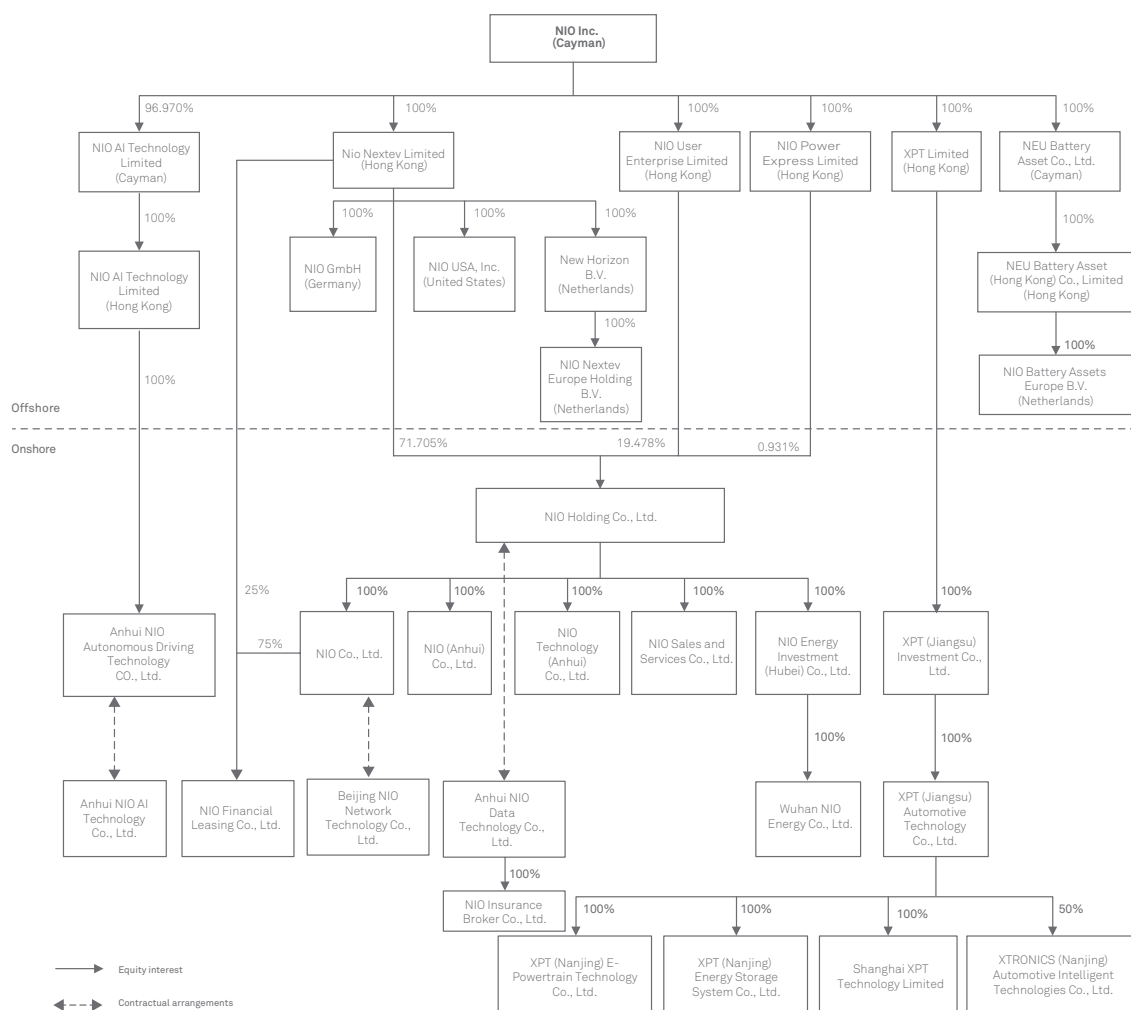 NIO Inc.
(Cayman)
96.970%
100%
100%
100%
100%
100%
NIO AI Technology
Limited
(Cayman)
Nio Nextev Limited
(Hong Kong)
NIO User
Enterprise Limited
(Hong Kong)
NIO Power
Express Limited
(Hong Kong)
XPT Limited
(Hong Kong)
NEU Battery
Asset Co., Ltd.
(Cayman)
100%
100%
100%
100%
100%
NIO AI Technology
Limited
(Hong Kong)
NIO GmbH
(Germany)
NIO USA, Inc.
(United States)
New Horizon
B.V.
(Netherlands)
NEU Battery Asset
(Hong Kong) Co., Limited
(Hong Kong)
100%
100%
100%
NIO Nextev
Europe Holding
B.V.
(Netherlands)
NIO Battery Assets
Europe B.V.
(Netherlands)
Offshore
Onshore
71.705%
19.478%
0.931%
NIO Holding Co., Ltd.
25%
75%
100%
100%
100%
100%
100%
100%
Anhui NIO
Autonomous Driving
Technology
CO., Ltd.
NIO Co., Ltd.
NIO (Anhui)
Co., Ltd.
NIO
Technology
(Anhui)
Co., Ltd.
NIO Sales and
Services Co., Ltd.
NIO Energy
Investment
(Hubei) Co., Ltd.
XPT (Jiangsu)
Investment Co.,
Ltd.
100%
100%
Anhui NIO AI
Technology
Co., Ltd.
NIO Financial
Leasing Co., Ltd.
Beijing NIO
Network
Technology Co.,
Ltd.
Anhui NIO
Data
Technology Co.,
Ltd.
Wuhan NIO
Energy Co., Ltd.
XPT (Jiangsu)
Automotive
Technology
Co., Ltd.
100%
NIO Insurance
Broker Co., Ltd.
100%
100%
100%
50%
XPT (Nanjing) E-
Powertrain Technology
Co., Ltd.
XPT (Nanjing)
Energy Storage
System Co., Ltd.
Shanghai XPT
Technology Limited
XTRONICS (Nanjing)
Automotive Intelligent
Technologies Co., Ltd.
Equity interest
Contractual arrangements